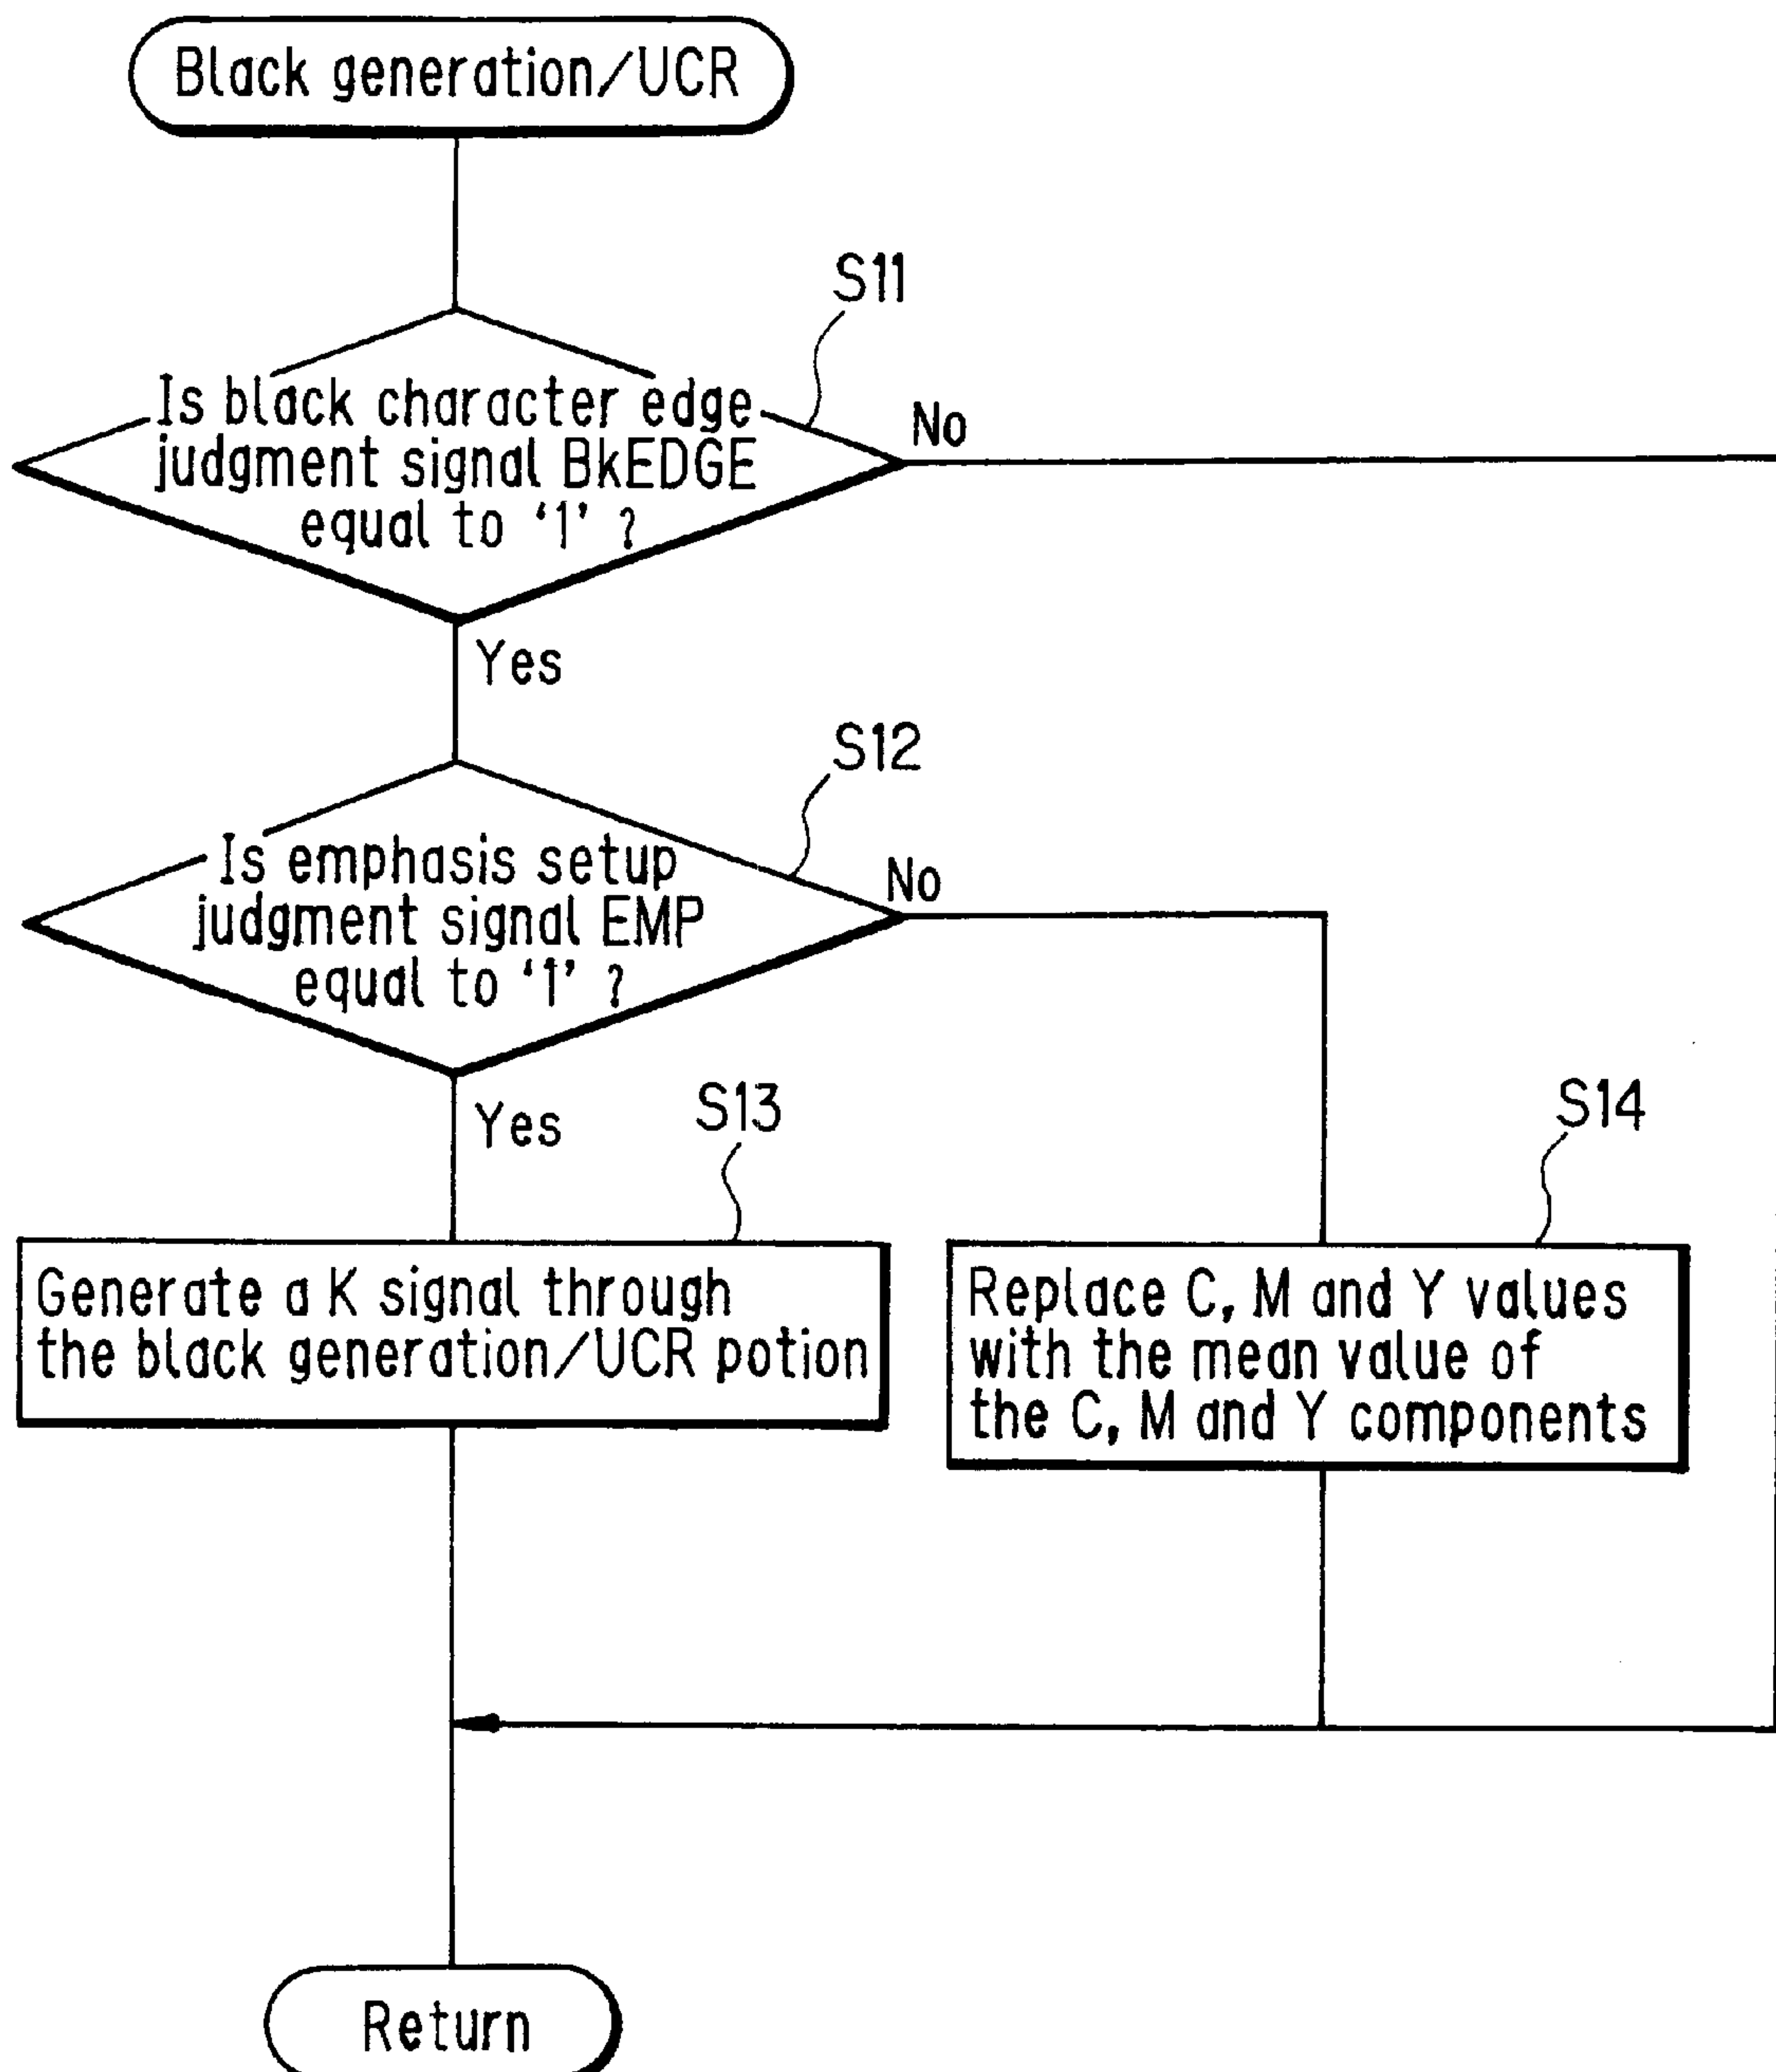 Black generation/UCR
S11
Is black character edge
judgment signal BkEDGE
equal to ‘1’ ?
No
Yes
S12
Is emphasis setup
judgment signal EMP
equal to ‘1’ ?
No
Yes
S13
S14
Generate a K signal through
the black generation/UCR potion
Replace C, M and Y values
with the mean value of
the C, M and Y components
Return